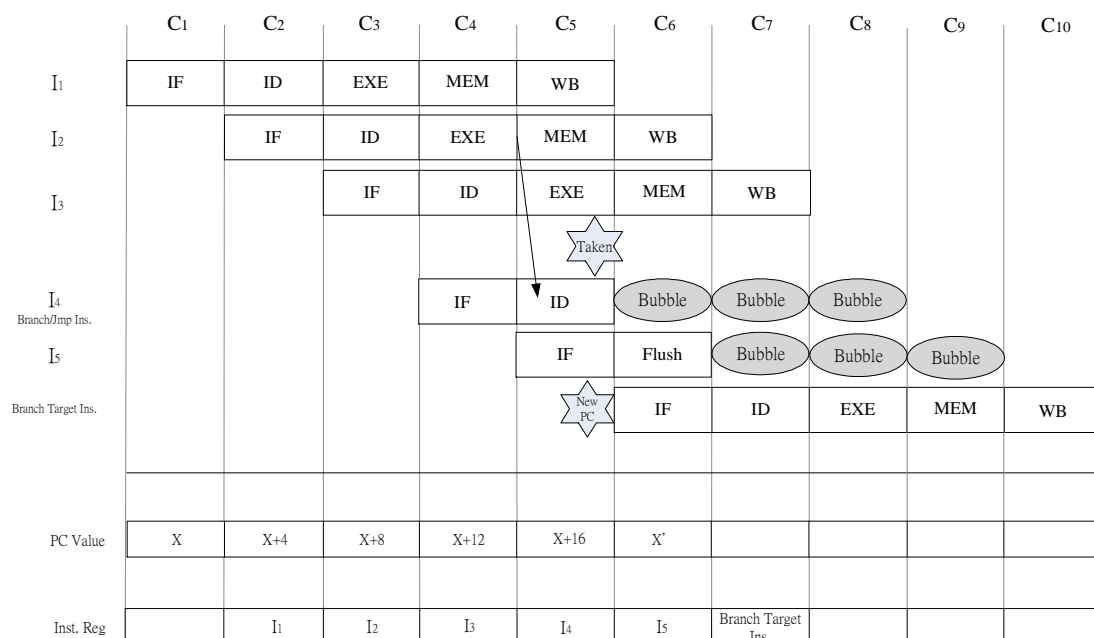 C1 C2 C3 C4 C5 C6 C7 C8 C9 C10
I1 IF ID EXE MEM WB
I2 IF ID EXE MEM WB
I3 IF ID EXE MEM WB
Taken
I4 IF ID Bubble Bubble Bubble
Branch/Jmp Ins.
I5 IF Flush Bubble Bubble Bubble
Branch Target Ins. New PC IF ID EXE MEM WB
PC Value X X+4 X+8 X+12 X+16 X'
Inst. Reg I1 I2 I3 I4 I5 Branch Target
Ins.